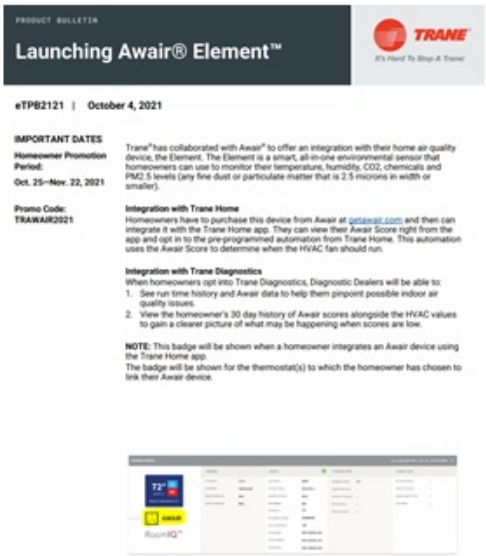 PRODUCT BULLETIN
Launching Awair® Element™
TRANE®
It's Hard To Stop A Trane.®
eTPB2121 | October 4, 2021
IMPORTANT DATES
Homeowner Promotion
Period:
Oct. 25–Nov. 22, 2021
Promo Code:
TRAWAIR2021
Trane® has collaborated with Awair® to offer an integration with their home air quality
device, the Element. The Element is a smart, all-in-one environmental sensor that
homeowners can use to monitor their temperature, humidity, CO2, chemicals and
PM2.5 levels (any fine dust or particulate matter that is 2.5 microns in width or
smaller).
Integration with Trane Home
Homeowners have to purchase this device from Awair at getawair.com and then can
integrate it with the Trane Home app. They can view their Awair Score right from the
app and opt in to the pre-programmed automation from Trane Home. This automation
uses the Awair Score to determine when the HVAC fan should run.
Integration with Trane Diagnostics
When homeowners opt into Trane Diagnostics, Diagnostic Dealers will be able to:
1. See run time history and Awair data to help them pinpoint possible indoor air
quality issues.
2. View the homeowner's 30 day history of Awair scores alongside the HVAC values
to gain a clearer picture of what may be happening when scores are low.
NOTE: This badge will be shown when a homeowner integrates an Awair device using
the Trane Home app.
The badge will be shown for the thermostat(s) to which the homeowner has chosen to
link their Awair device.
72°
RoomIQ™